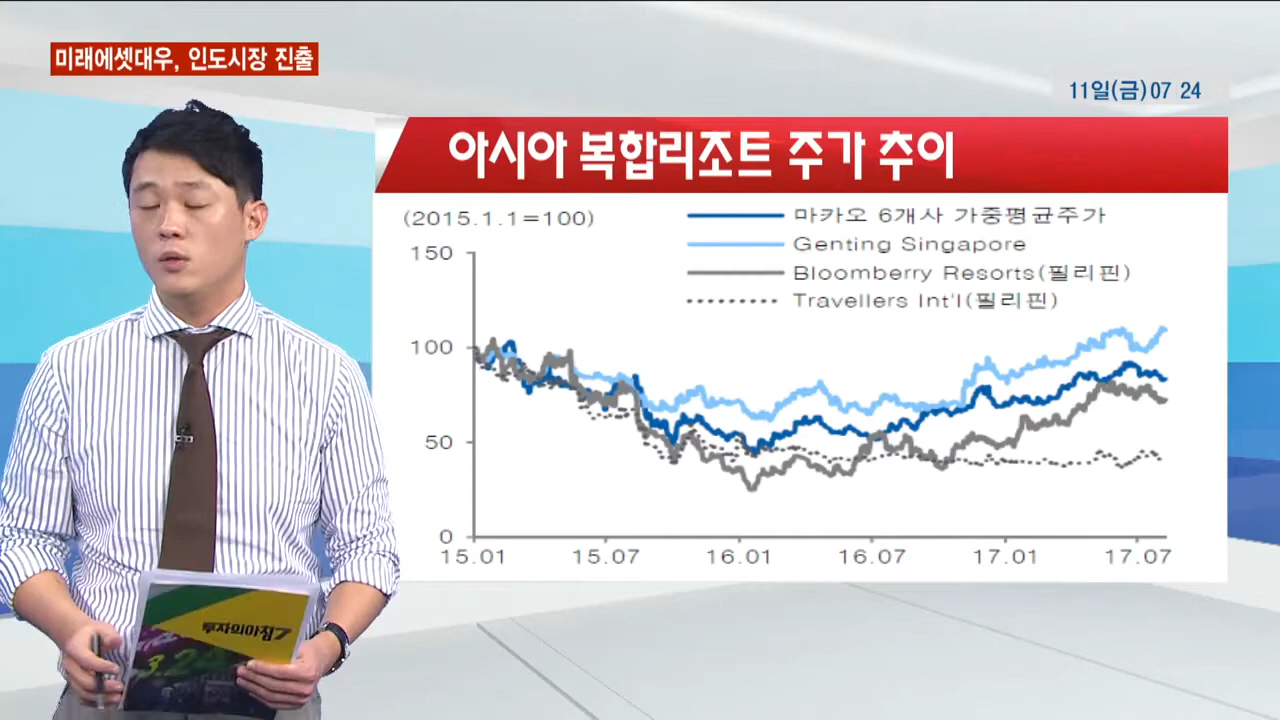 미래에셋대우, 인도시장 진출
11일(금)07 24
아시아 복합리조트 주가 추이
(2015.1.1=100)
마카오 6개사 가중평균주가
Genting Singapore
Bloomberry Resorts(필리핀)
Travellers Int'l(필리핀)
150
100
50
0
15.01 15.07 16.01 16.07 17.01 17.07
투자의아침7